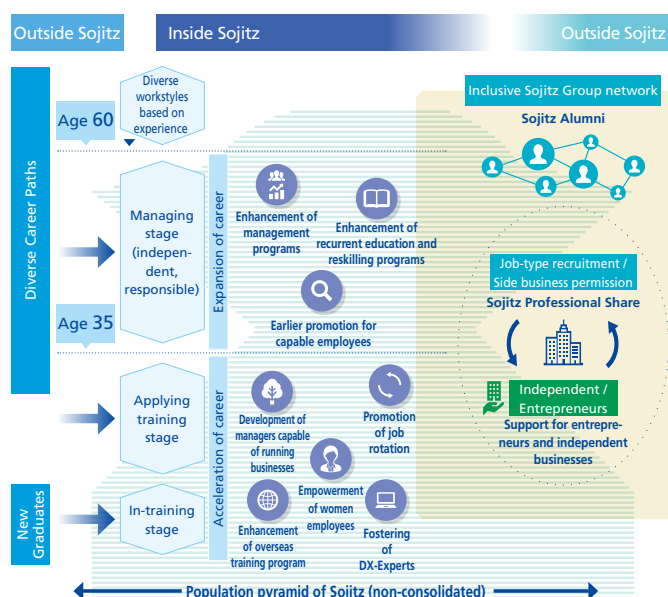 Outside Sojitz
Inside Sojitz
Outside Sojitz
Diverse Career Paths
New
Graduates
Age 60
Age 35
Diverse
workstyles
based on
experience
Managing
stage
(indepen-
dent,
responsible)
Applying
training
stage
In-training
stage
Expansion of career
Acceleration of career
Enhancement of
management
programs
Enhancement of
recurrent education and
reskilling programs
Earlier promotion for
capable employees
Development of
managers capable of
running
businesses
Promotion
of job
rotation
Empowerment
of women
employees
Enhancement
of overseas
training program
Fostering
of
DX-Experts
Inclusive Sojitz Group network
Sojitz Alumni
Job-type recruitment /
Side business permission
Sojitz Professional Share
Independent /
Entrepreneurs
Support for entrepre-
neurs and independent
businesses
Population pyramid of Sojitz (non-consolidated)